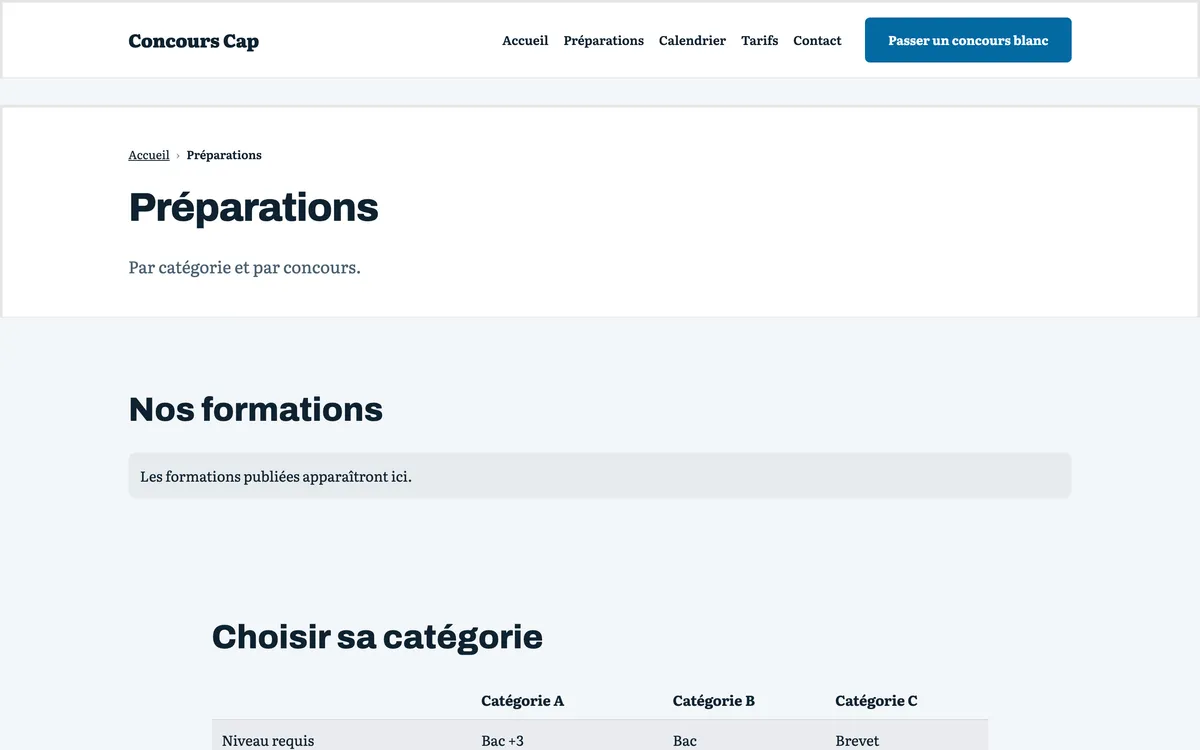 Concours Cap
Accueil Préparations Calendrier Tarifs Contact Passer un concours blanc
Accueil › Préparations
Préparations
Par catégorie et par concours.
Nos formations
Les formations publiées apparaîtront ici.
Choisir sa catégorie
Catégorie A Catégorie B Catégorie C
Niveau requis Bac +3 Bac Brevet